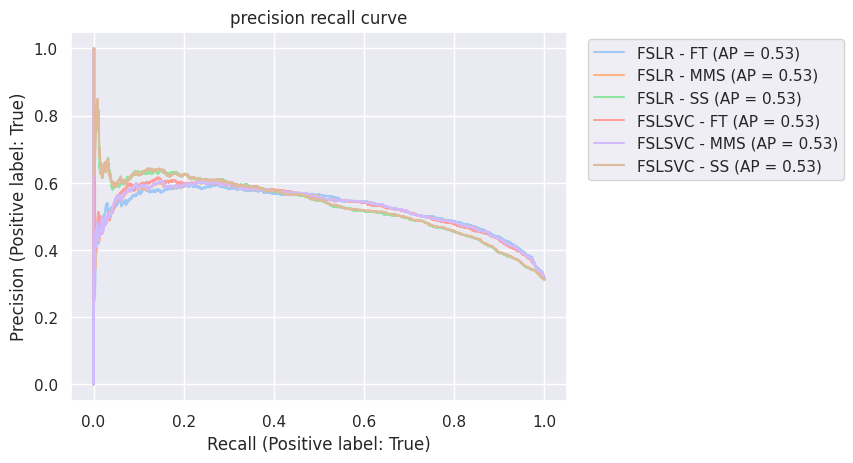 precision recall curve
1.0
0.8
0.6
0.4
0.2
0.0
Precision (Positive label: True)
0.0 0.2 0.4 0.6 0.8 1.0
Recall (Positive label: True)
FSLR - FT (AP = 0.53)
FSLR - MMS (AP = 0.53)
FSLR - SS (AP = 0.53)
FSLSVC - FT (AP = 0.53)
FSLSVC - MMS (AP = 0.53)
FSLSVC - SS (AP = 0.53)